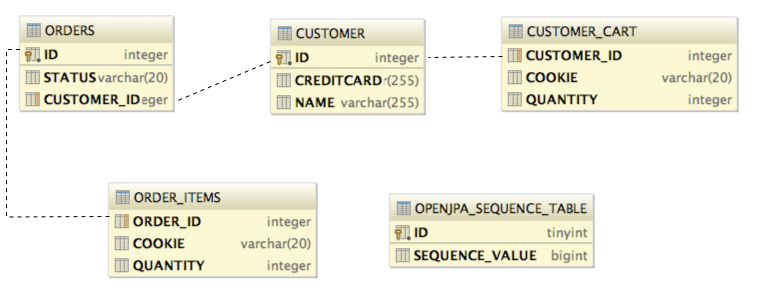 ORDERS
ID integer
STATUS varchar(20)
CUSTOMER_ID eger
CUSTOMER
ID integer
CREDITCARD r(255)
NAME varchar(255)
CUSTOMER_CART
CUSTOMER_ID integer
COOKIE varchar(20)
QUANTITY integer
ORDER_ITEMS
ORDER_ID integer
COOKIE varchar(20)
QUANTITY integer
OPENJPA_SEQUENCE_TABLE
ID tinyint
SEQUENCE_VALUE bigint